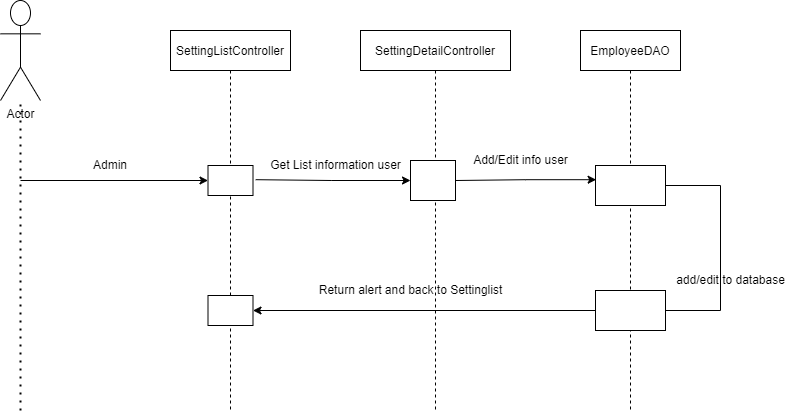 SettingListController
SettingDetailController
EmployeeDAO
Actor
Admin
Get List information user
Add/Edit info user
add/edit to database
Return alert and back to Settinglist